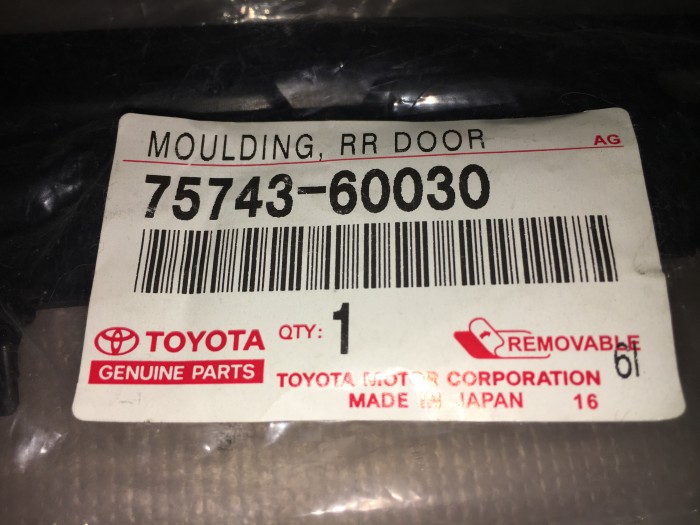 MOULDING, RR DOOR
AG
75743-60030
TOYOTA
GENUINE PARTS
QTY: 1
REMOVABLE
61
TOYOTA MOTOR CORPORATION
MADE IN JAPAN 16